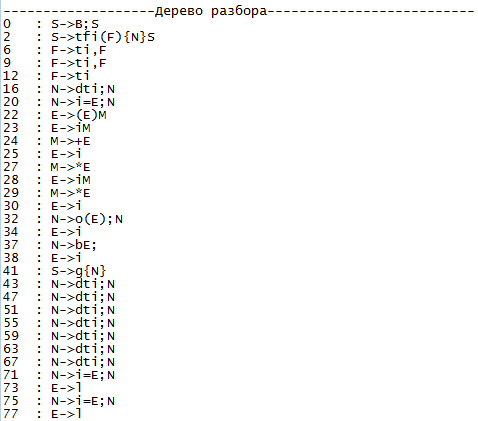 --------------------Дерево разбора---------------------------
0   : S->B;S
2   : S->tfi(F){N}S
6   : F->ti,F
9   : F->ti,F
12  : F->ti
16  : N->dti;N
20  : N->i=E;N
22  : E->(E)M
23  : E->iM
24  : M->+E
25  : E->i
27  : M->*E
28  : E->iM
29  : M->*E
30  : E->i
32  : N->o(E);N
34  : E->i
37  : N->bE;
38  : E->i
41  : S->g{N}
43  : N->dti;N
47  : N->dti;N
51  : N->dti;N
55  : N->dti;N
59  : N->dti;N
63  : N->dti;N
67  : N->dti;N
71  : N->i=E;N
73  : E->l
75  : N->i=E;N
77  : E->l